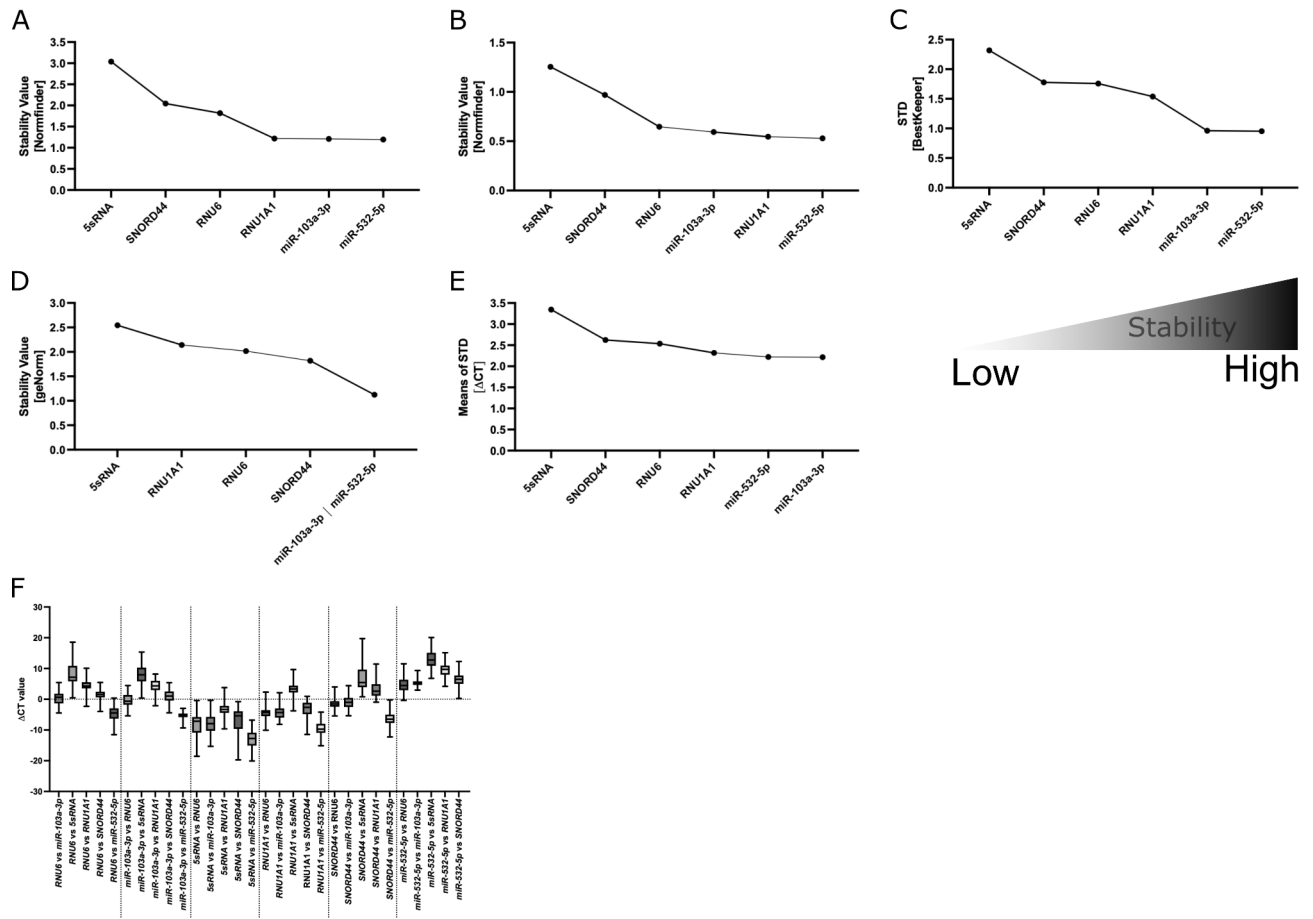 A
Stability Value
[Normfinder]
3.5
3.0
2.5
2.0
1.5
1.0
0.5
0.0
5sRNA
SNORD44
RNU6
RNU1A1
miR-103a-3p
miR-532-5p
B
Stability Value
[Normfinder]
1.5
1.0
0.5
0.0
5sRNA
SNORD44
RNU6
miR-103a-3p
RNU1A1
miR-532-5p
C
STD
[BestKeeper]
2.5
2.0
1.5
1.0
0.5
0.0
5sRNA
SNORD44
RNU6
RNU1A1
miR-103a-3p
miR-532-5p
D
Stability Value
[geNorm]
3.0
2.5
2.0
1.5
1.0
0.5
0.0
5sRNA
RNU1A1
RNU6
SNORD44
miR-103a-3p | miR-532-5p
E
Means of STD
[ΔCT]
3.5
3.0
2.5
2.0
1.5
1.0
0.5
0.0
5sRNA
SNORD44
RNU6
RNU1A1
miR-532-5p
miR-103a-3p
Stability
Low
High
F
ΔCT value
30
20
10
0
-10
-20
-30
RNU6 vs miR-103a-3p
RNU6 vs 5sRNA
RNU6 vs RNU1A1
RNU6 vs SNORD44
RNU6 vs miR-532-5p
miR-103a-3p vs RNU6
miR-103a-3p vs 5sRNA
miR-103a-3p vs RNU1A1
miR-103a-3p vs SNORD44
miR-103a-3p vs miR-532-5p
5sRNA vs RNU6
5sRNA vs miR-103a-3p
5sRNA vs RNU1A1
5sRNA vs SNORD44
5sRNA vs miR-532-5p
RNU1A1 vs RNU6
RNU1A1 vs miR-103a-3p
RNU1A1 vs 5sRNA
RNU1A1 vs SNORD44
RNU1A1 vs miR-532-5p
SNORD44 vs RNU6
SNORD44 vs miR-103a-3p
SNORD44 vs 5sRNA
SNORD44 vs RNU1A1
SNORD44 vs miR-532-5p
miR-532-5p vs RNU6
miR-532-5p vs miR-103a-3p
miR-532-5p vs 5sRNA
miR-532-5p vs RNU1A1
miR-532-5p vs SNORD44